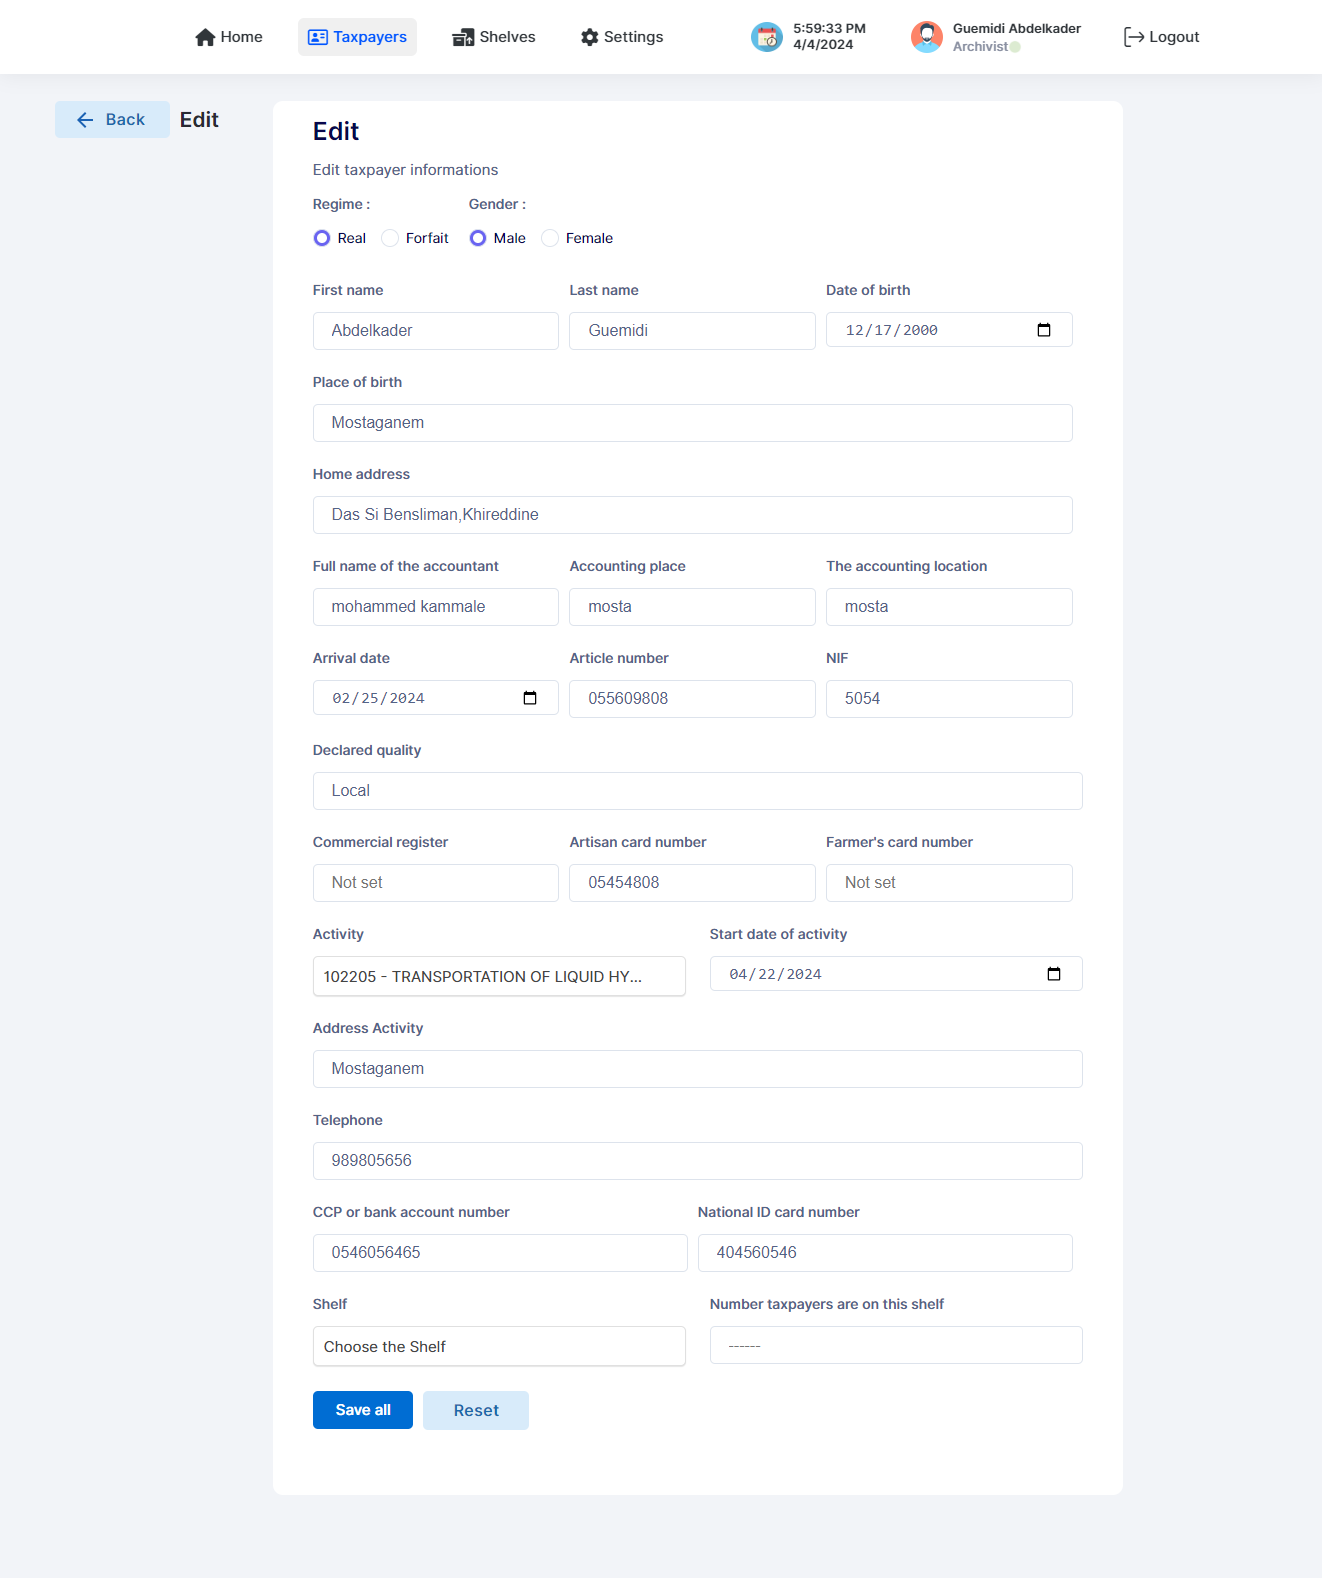 Home Taxpayers Shelves Settings 5:59:33 PM Guemidi Abdelkader Logout
4/4/2024 Archivist
Back Edit
Edit
Edit taxpayer informations
Regime : Gender :
Real Forfait Male Female
First name Last name Date of birth
Abdelkader Guemidi 12/17/2000
Place of birth
Mostaganem
Home address
Das Si Bensliman,Khireddine
Full name of the accountant Accounting place The accounting location
mohammed kammale mosta mosta
Arrival date Article number NIF
02/25/2024 055609808 5054
Declared quality
Local
Commercial register Artisan card number Farmer's card number
Not set 05454808 Not set
Activity Start date of activity
102205 - TRANSPORTATION OF LIQUID HY... 04/22/2024
Address Activity
Mostaganem
Telephone
989805656
CCP or bank account number National ID card number
0546056465 404560546
Shelf Number taxpayers are on this shelf
Choose the Shelf ------
Save all Reset